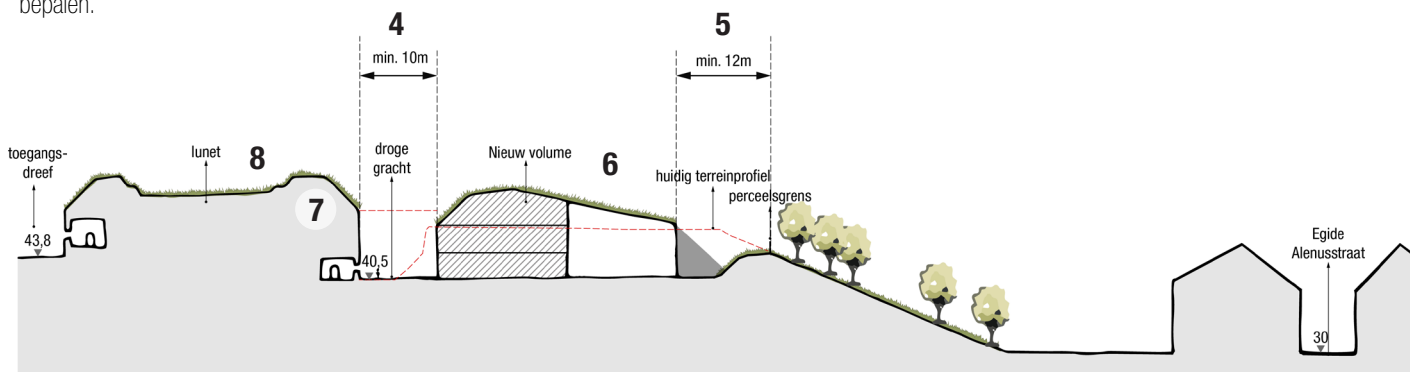 bepalen.
4
5
min. 10m
min. 12m
toegangs-
dreef
lunet
8
droge
gracht
Nieuw volume
6
huidig terreinprofiel
perceelsgrens
7
43,8
40,5
Egide
Alenusstraat
30